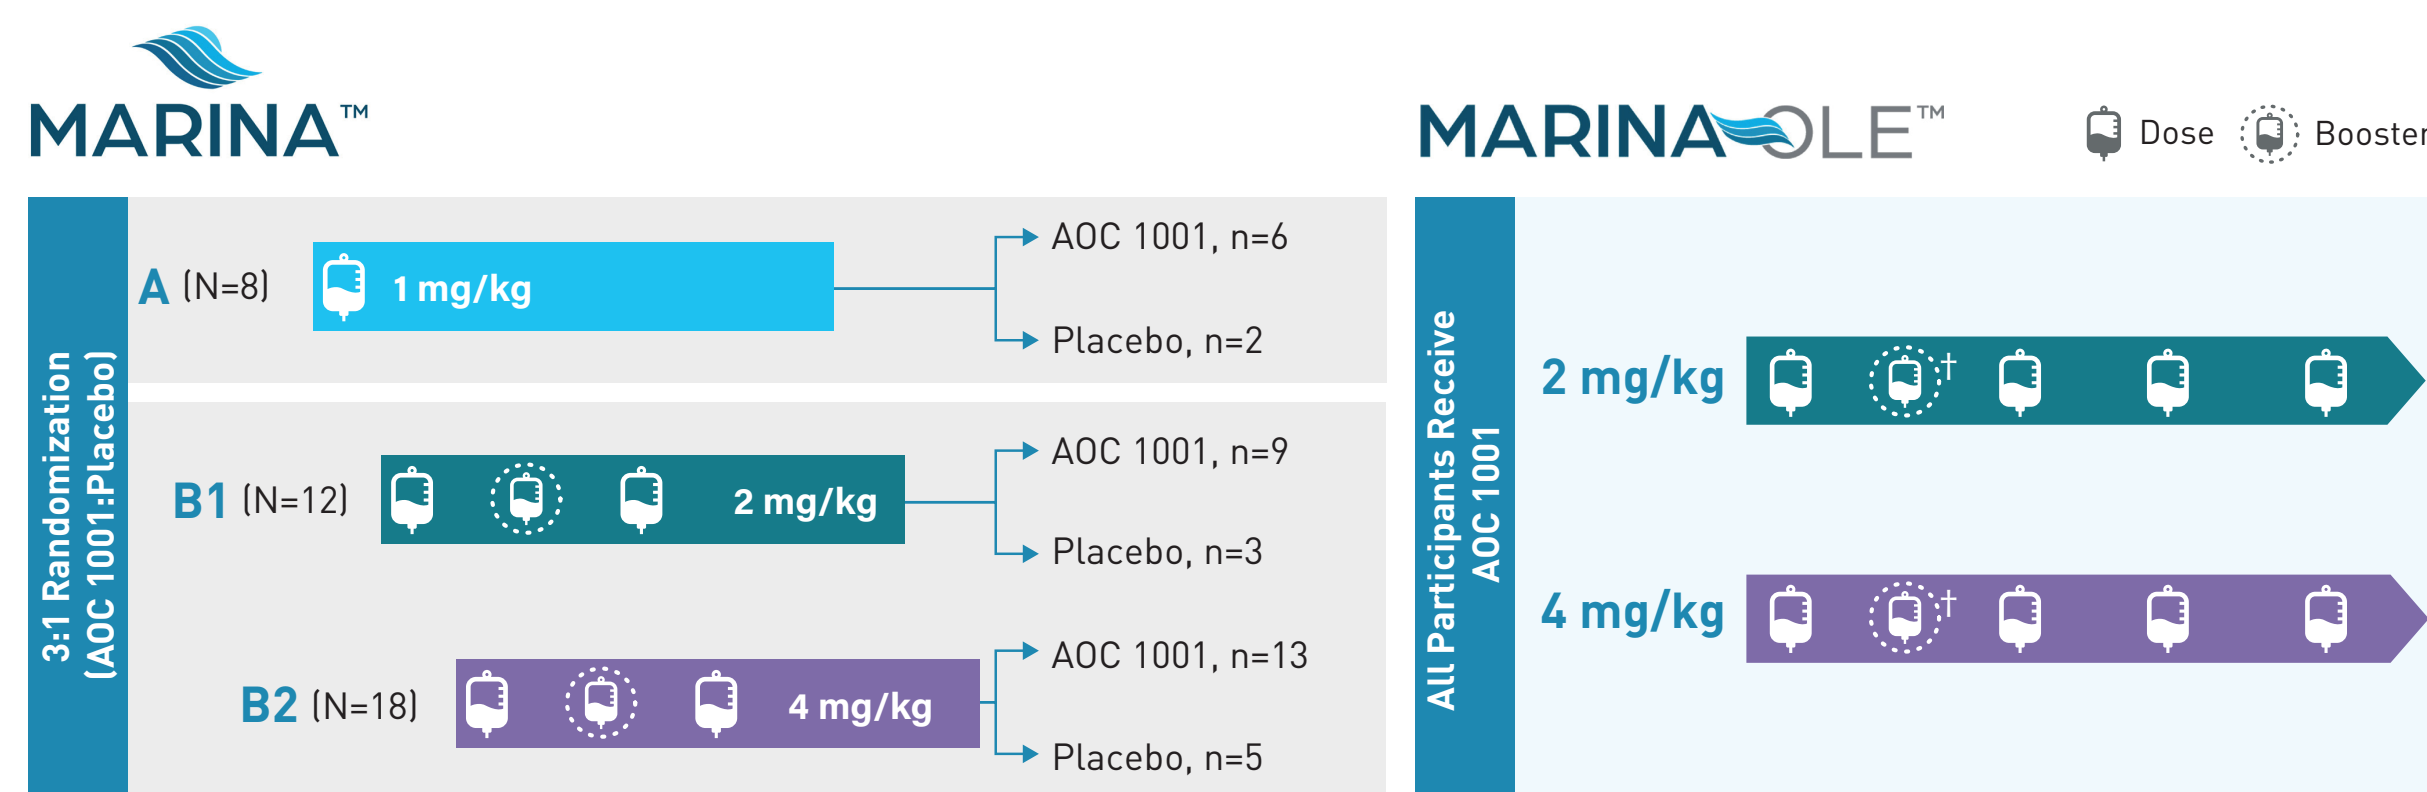 MARINA™
MARINA OLE™
Dose
Booster
3:1 Randomization
(AOC 1001:Placebo)
A (N=8)
1 mg/kg
AOC 1001, n=6
Placebo, n=2
B1 (N=12)
2 mg/kg
AOC 1001, n=9
Placebo, n=3
B2 (N=18)
4 mg/kg
AOC 1001, n=13
Placebo, n=5
All Participants Receive
AOC 1001
2 mg/kg
†
4 mg/kg
†